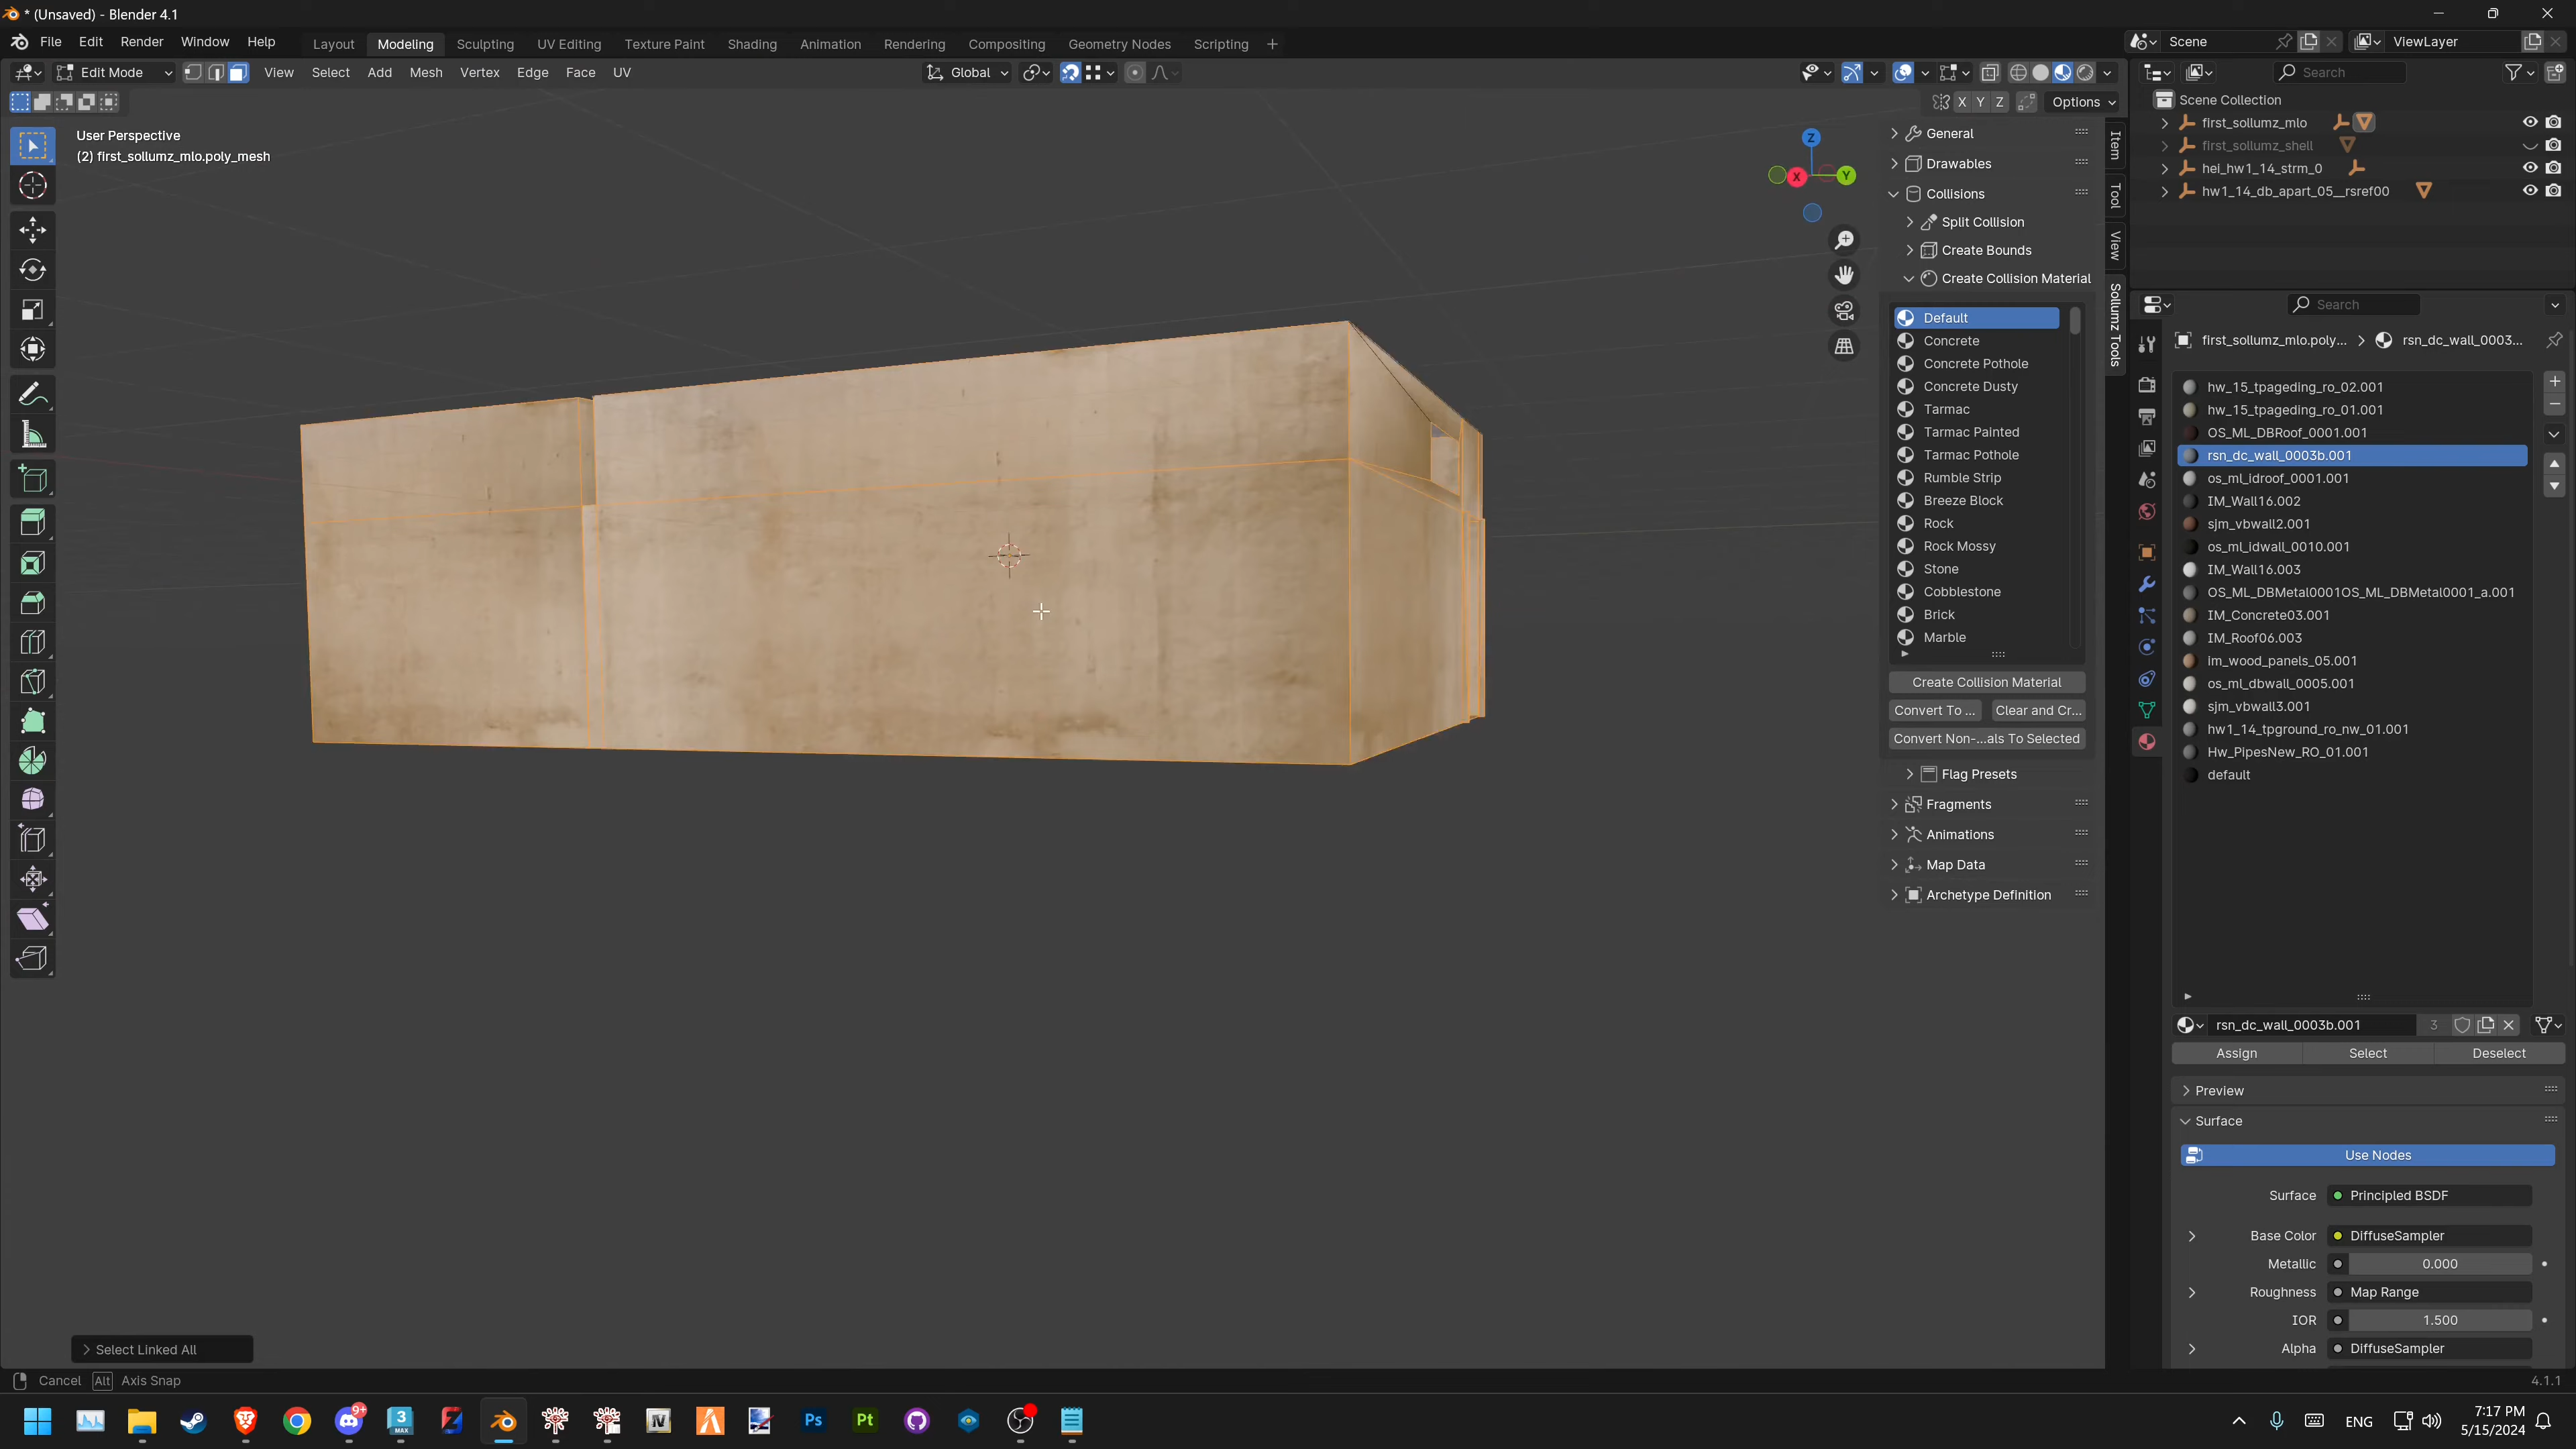 * (Unsaved) - Blender 4.1
File Edit Render Window Help
Layout Modeling Sculpting UV Editing Texture Paint Shading Animation Rendering Compositing Geometry Nodes Scripting +
Scene
ViewLayer
Edit Mode
View Select Add Mesh Vertex Edge Face UV
Global
Search
X Y Z
Options
User Perspective
(2) first_sollumz_mlo.poly_mesh
Z
X
Y
Scene Collection
first_sollumz_mlo
first_sollumz_shell
hei_hw1_14_strm_0
hw1_14_db_apart_05__rsref00
Item
Tool
View
Sollumz Tools
General
Drawables
Collisions
Split Collision
Create Bounds
Create Collision Material
Default
Concrete
Concrete Pothole
Concrete Dusty
Tarmac
Tarmac Painted
Tarmac Pothole
Rumble Strip
Breeze Block
Rock
Rock Mossy
Stone
Cobblestone
Brick
Marble
Create Collision Material
Convert To ...
Clear and Cr...
Convert Non-...als To Selected
Flag Presets
Fragments
Animations
Map Data
Archetype Definition
Search
first_sollumz_mlo.poly... > rsn_dc_wall_0003...
hw_15_tpageding_ro_02.001
hw_15_tpageding_ro_01.001
OS_ML_DBRoof_0001.001
rsn_dc_wall_0003b.001
os_ml_idroof_0001.001
IM_Wall16.002
sjm_vbwall2.001
os_ml_idwall_0010.001
IM_Wall16.003
OS_ML_DBMetal0001OS_ML_DBMetal0001_a.001
IM_Concrete03.001
IM_Roof06.003
im_wood_panels_05.001
os_ml_dbwall_0005.001
sjm_vbwall3.001
hw1_14_tpground_ro_nw_01.001
Hw_PipesNew_RO_01.001
default
rsn_dc_wall_0003b.001 3
Assign Select Deselect
Preview
Surface
Use Nodes
Surface Principled BSDF
Base Color DiffuseSampler
Metallic 0.000
Roughness Map Range
IOR 1.500
Alpha DiffuseSampler
Select Linked All
Cancel Alt Axis Snap
4.1.1
9+
3
MAX
Ps
Pt
ENG
7:17 PM
5/15/2024